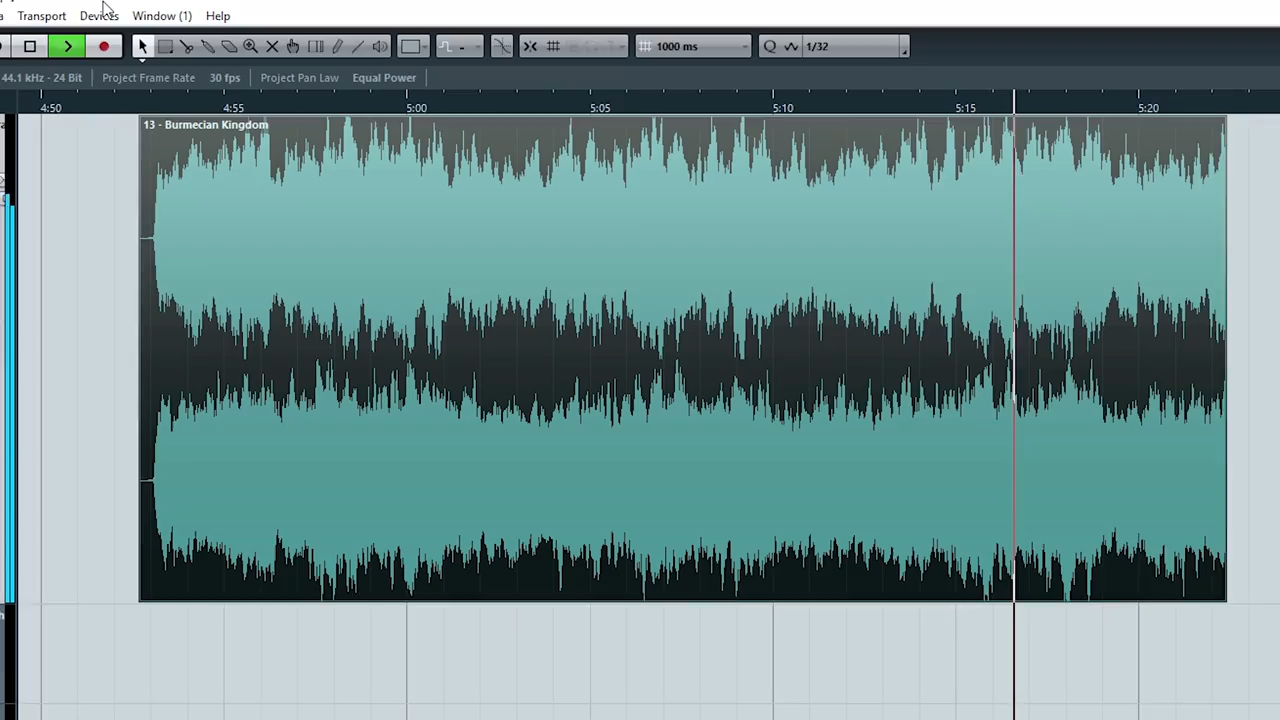 Transport Devices Window (1) Help
1000 ms Q 1/32
44.1 kHz - 24 Bit Project Frame Rate 30 fps Project Pan Law Equal Power
4:50 4:55 5:00 5:05 5:10 5:15 5:20
13 - Burmecian Kingdom